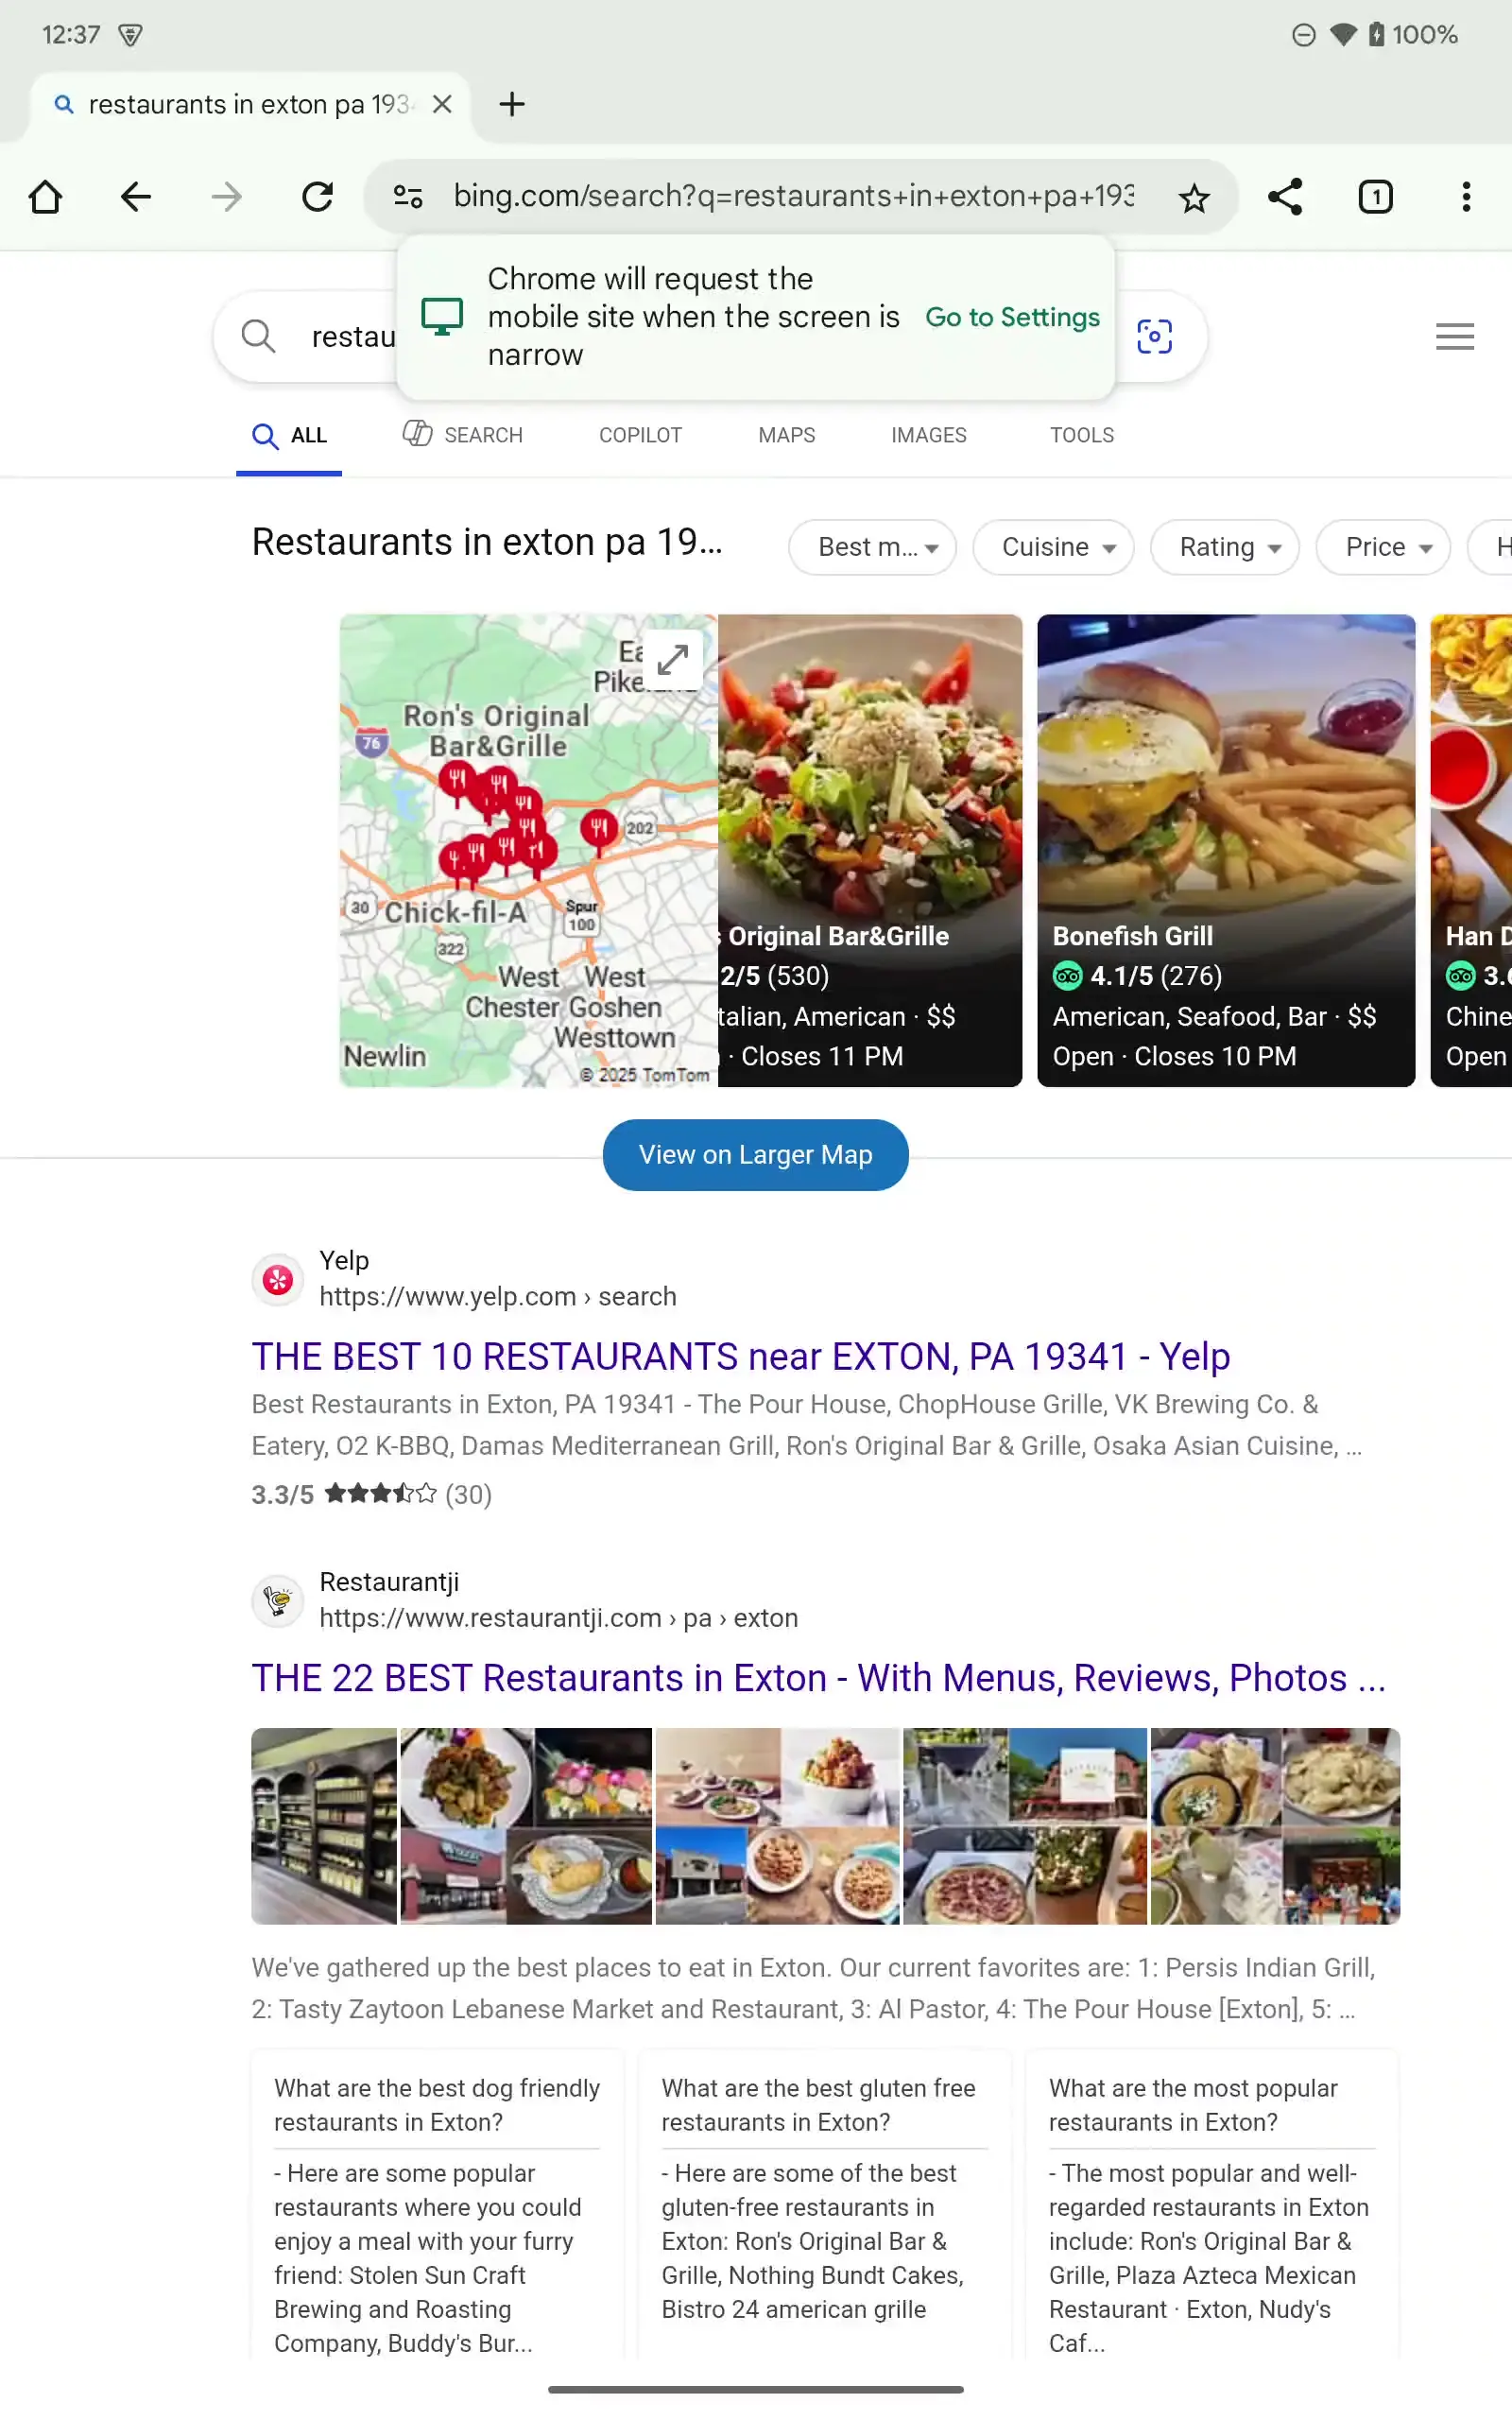 12:37
100%
restaurants in exton pa 1934
bing.com/search?q=restaurants+in+exton+pa+193
1
Chrome will request the
mobile site when the screen is
narrow
Go to Settings
restau
ALL
SEARCH
COPILOT
MAPS
IMAGES
TOOLS
Restaurants in exton pa 19...
Best m...
Cuisine
Rating
Price
H
Ea
Pike
Ron's Original
Bar&Grille
76
202
30
Chick-fil-A
Spur
100
322
West West
Chester Goshen
Westtown
Newlin
© 2025 TomTom
s Original Bar&Grille
2/5 (530)
talian, American · $$
· Closes 11 PM
Bonefish Grill
4.1/5 (276)
American, Seafood, Bar · $$
Open · Closes 10 PM
Han D
3.
Chine
Open
View on Larger Map
Yelp
https://www.yelp.com › search
THE BEST 10 RESTAURANTS near EXTON, PA 19341 - Yelp
Best Restaurants in Exton, PA 19341 - The Pour House, ChopHouse Grille, VK Brewing Co. &
Eatery, O2 K-BBQ, Damas Mediterranean Grill, Ron's Original Bar & Grille, Osaka Asian Cuisine, ...
3.3/5 (30)
Restaurantji
https://www.restaurantji.com › pa › exton
THE 22 BEST Restaurants in Exton - With Menus, Reviews, Photos ...
We've gathered up the best places to eat in Exton. Our current favorites are: 1: Persis Indian Grill,
2: Tasty Zaytoon Lebanese Market and Restaurant, 3: Al Pastor, 4: The Pour House [Exton], 5: ...
What are the best dog friendly
restaurants in Exton?
- Here are some popular
restaurants where you could
enjoy a meal with your furry
friend: Stolen Sun Craft
Brewing and Roasting
Company, Buddy's Bur...
What are the best gluten free
restaurants in Exton?
- Here are some of the best
gluten-free restaurants in
Exton: Ron's Original Bar &
Grille, Nothing Bundt Cakes,
Bistro 24 american grille
What are the most popular
restaurants in Exton?
- The most popular and well-
regarded restaurants in Exton
include: Ron's Original Bar &
Grille, Plaza Azteca Mexican
Restaurant · Exton, Nudy's
Caf...